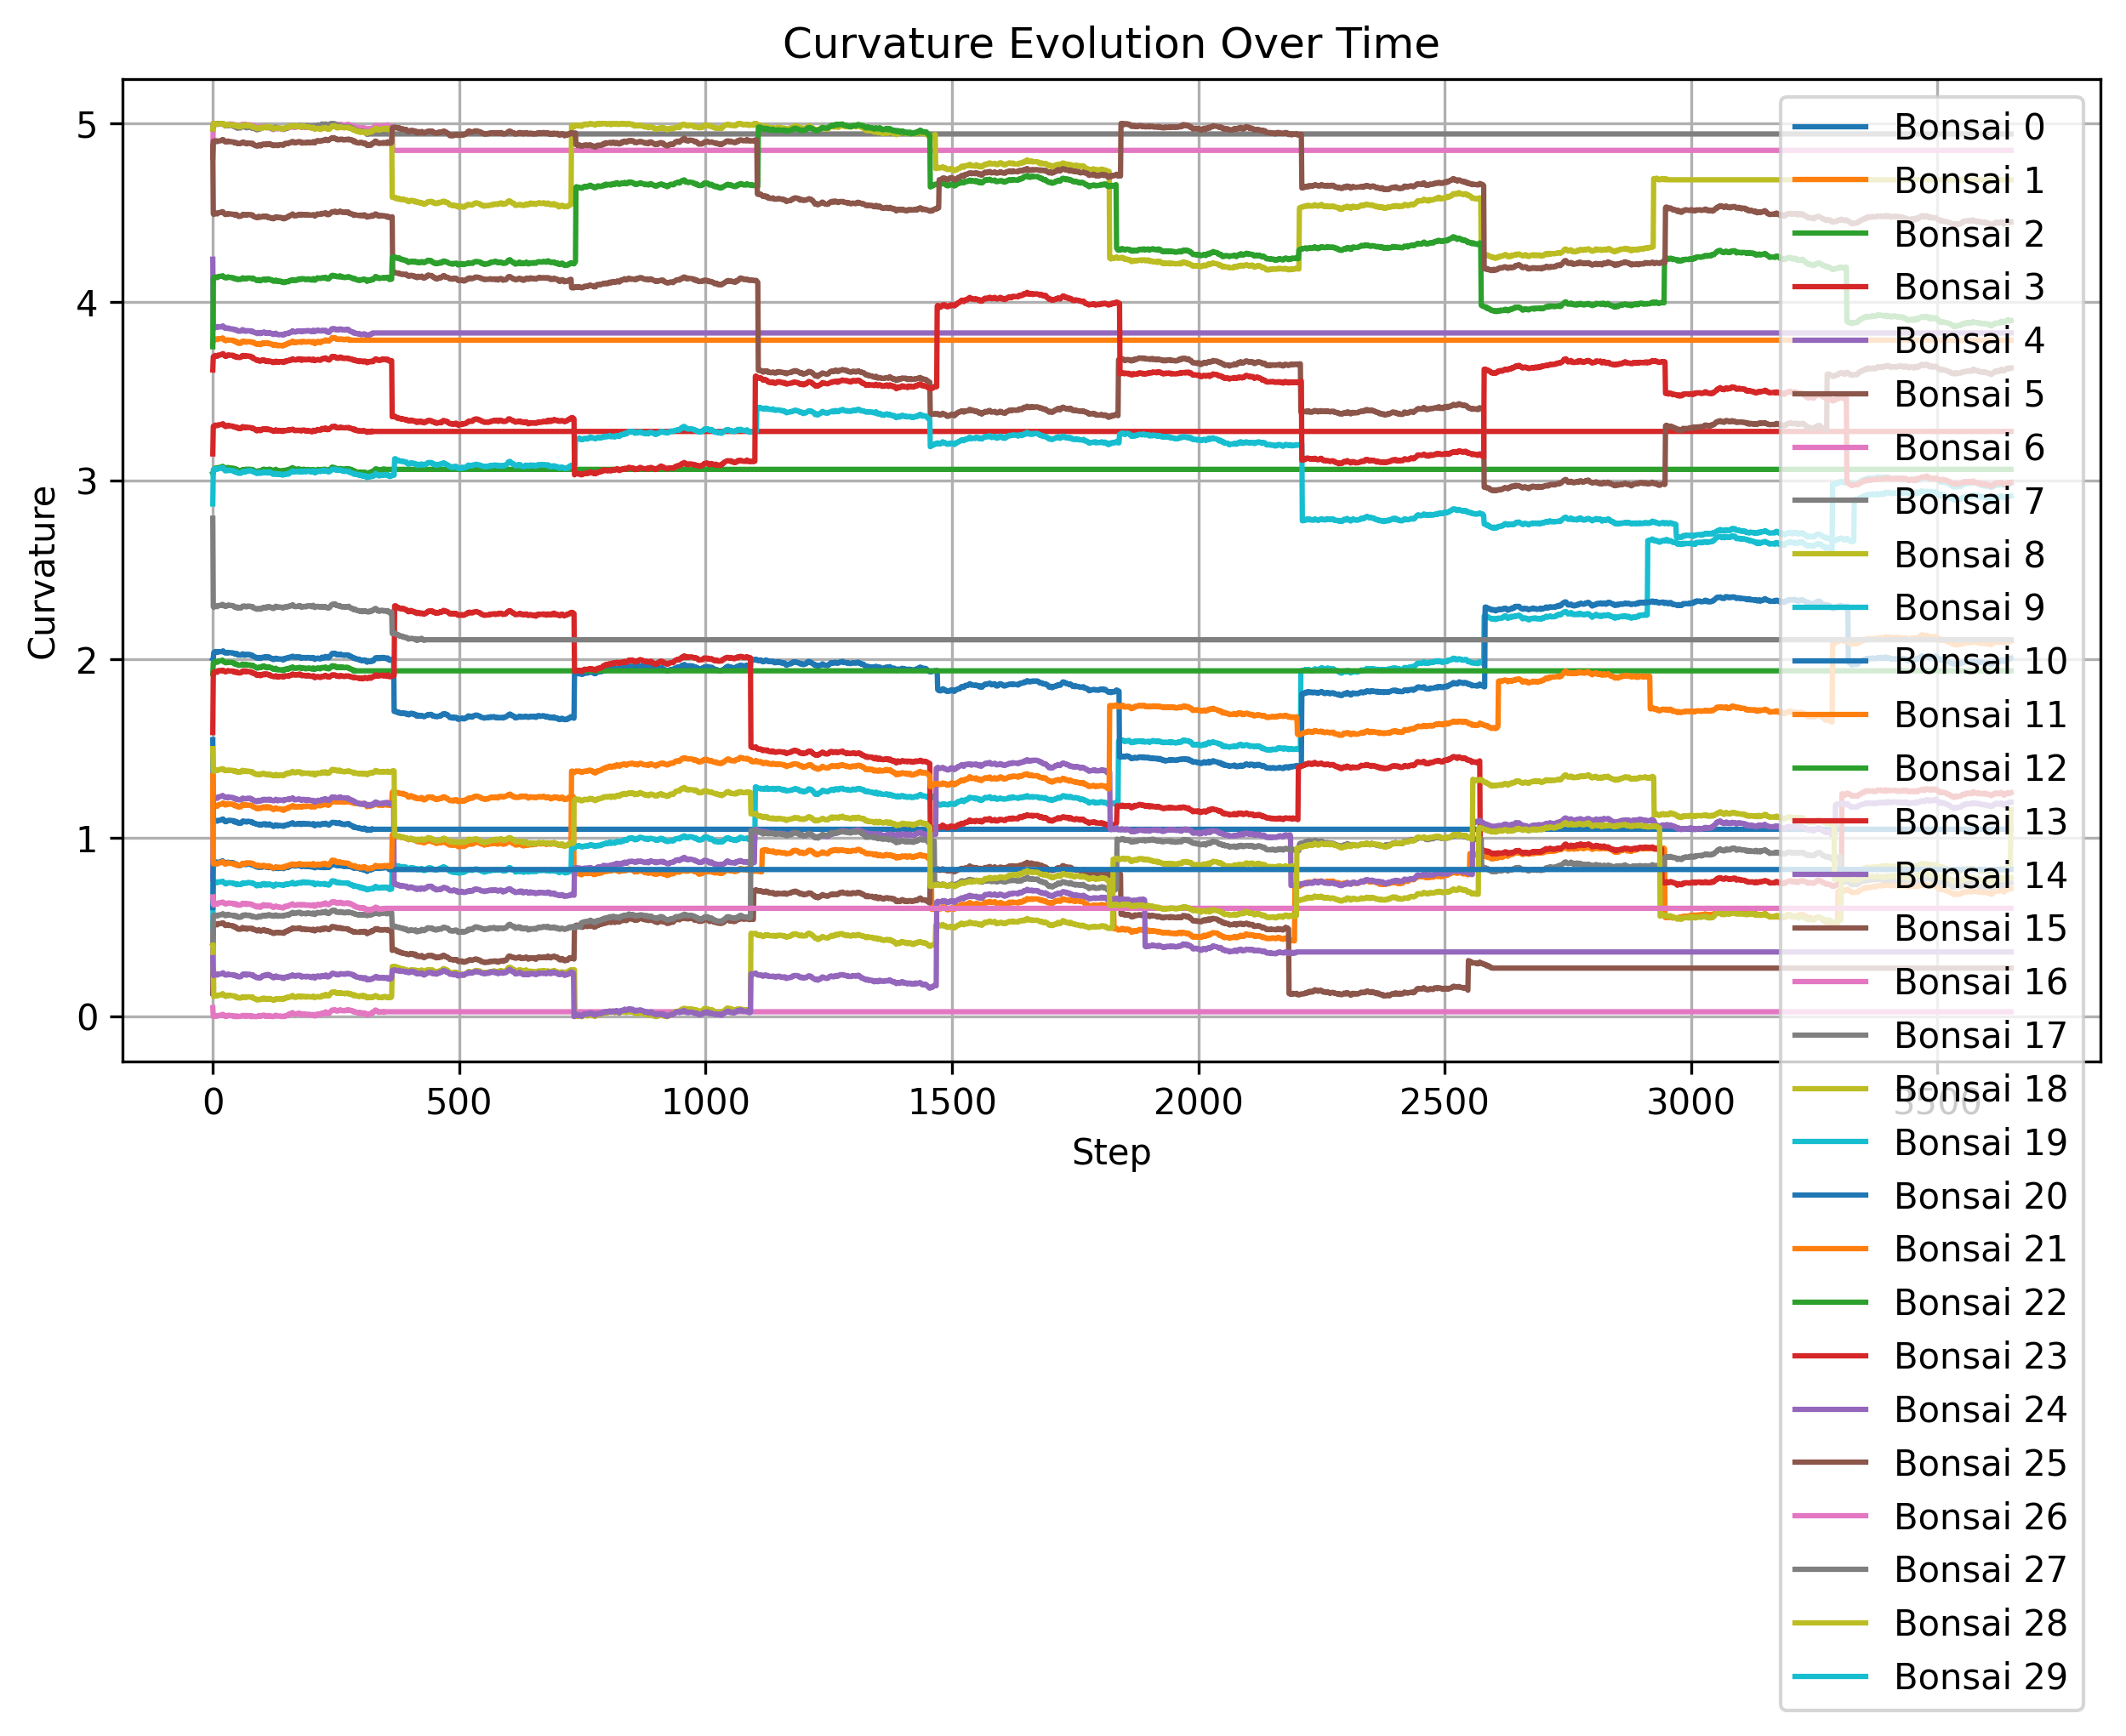 Curvature Evolution Over Time
Curvature
5
4
3
2
1
0
0
500
1000
1500
2000
2500
3000
3500
Step
Bonsai 0
Bonsai 1
Bonsai 2
Bonsai 3
Bonsai 4
Bonsai 5
Bonsai 6
Bonsai 7
Bonsai 8
Bonsai 9
Bonsai 10
Bonsai 11
Bonsai 12
Bonsai 13
Bonsai 14
Bonsai 15
Bonsai 16
Bonsai 17
Bonsai 18
Bonsai 19
Bonsai 20
Bonsai 21
Bonsai 22
Bonsai 23
Bonsai 24
Bonsai 25
Bonsai 26
Bonsai 27
Bonsai 28
Bonsai 29